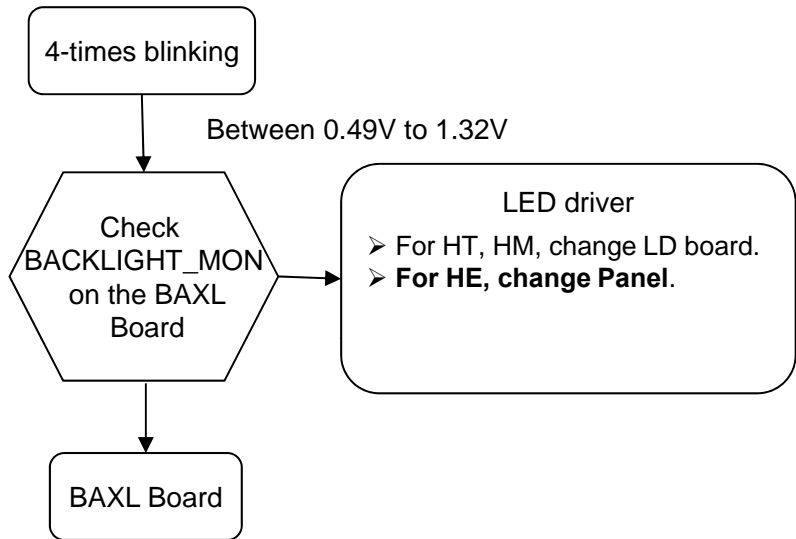 4-times blinking
Between 0.49V to 1.32V
Check
BACKLIGHT_MON
on the BAXL
Board
LED driver
➢ For HT, HM, change LD board.
➢ For HE, change Panel.
BAXL Board